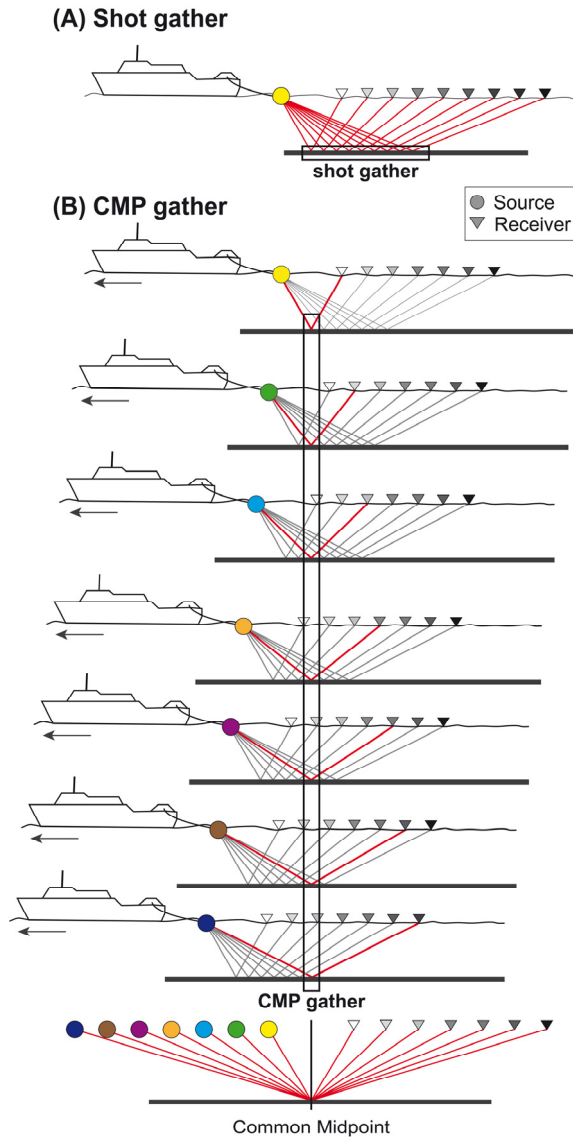 (A) Shot gather
shot gather
(B) CMP gather
Source
Receiver
CMP gather
Common Midpoint